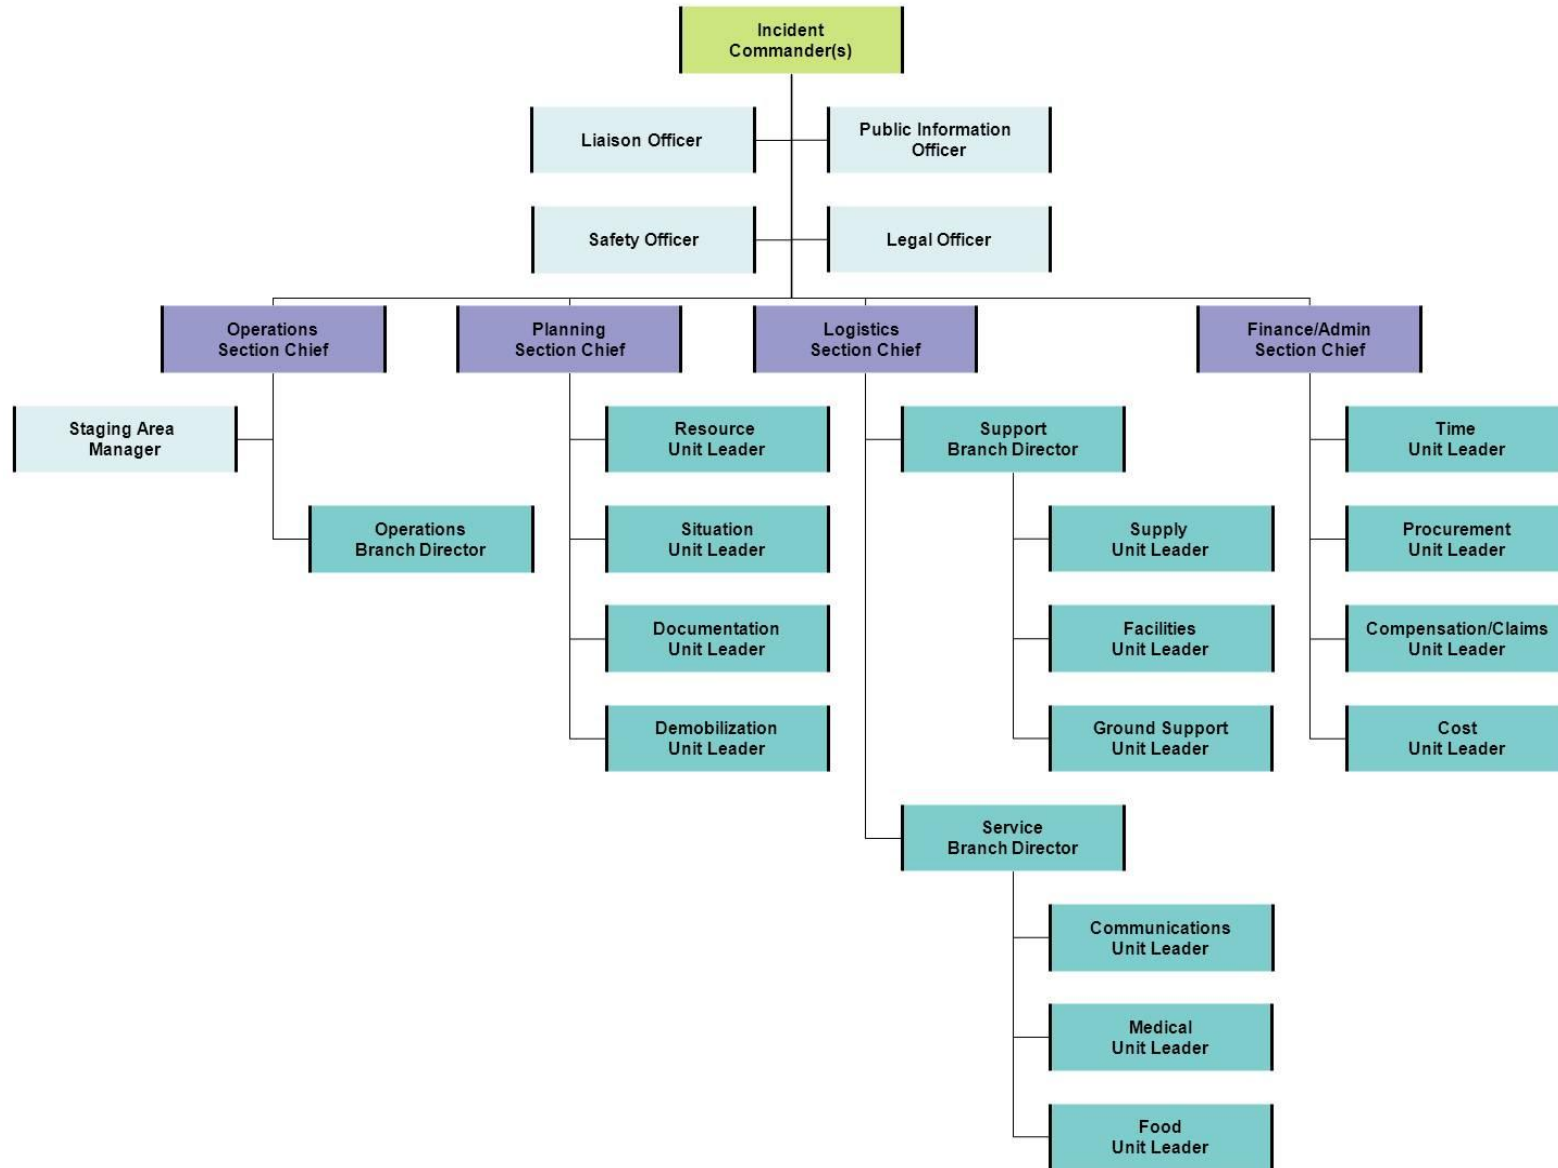 Incident
Commander(s)
Liaison Officer
Public Information
Officer
Safety Officer
Legal Officer
Operations
Section Chief
Planning
Section Chief
Logistics
Section Chief
Finance/Admin
Section Chief
Staging Area
Manager
Operations
Branch Director
Resource
Unit Leader
Situation
Unit Leader
Documentation
Unit Leader
Demobilization
Unit Leader
Support
Branch Director
Supply
Unit Leader
Facilities
Unit Leader
Ground Support
Unit Leader
Service
Branch Director
Communications
Unit Leader
Medical
Unit Leader
Food
Unit Leader
Time
Unit Leader
Procurement
Unit Leader
Compensation/Claims
Unit Leader
Cost
Unit Leader